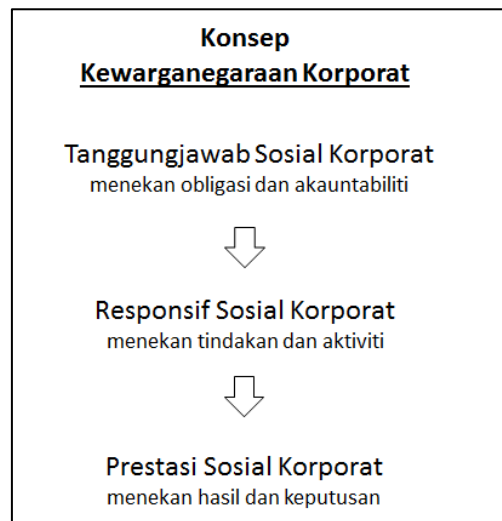 Konsep
Kewarganegaraan Korporat
Tanggungjawab Sosial Korporat
menekan obligasi dan akauntabiliti
Responsif Sosial Korporat
menekan tindakan dan aktiviti
Prestasi Sosial Korporat
menekan hasil dan keputusan